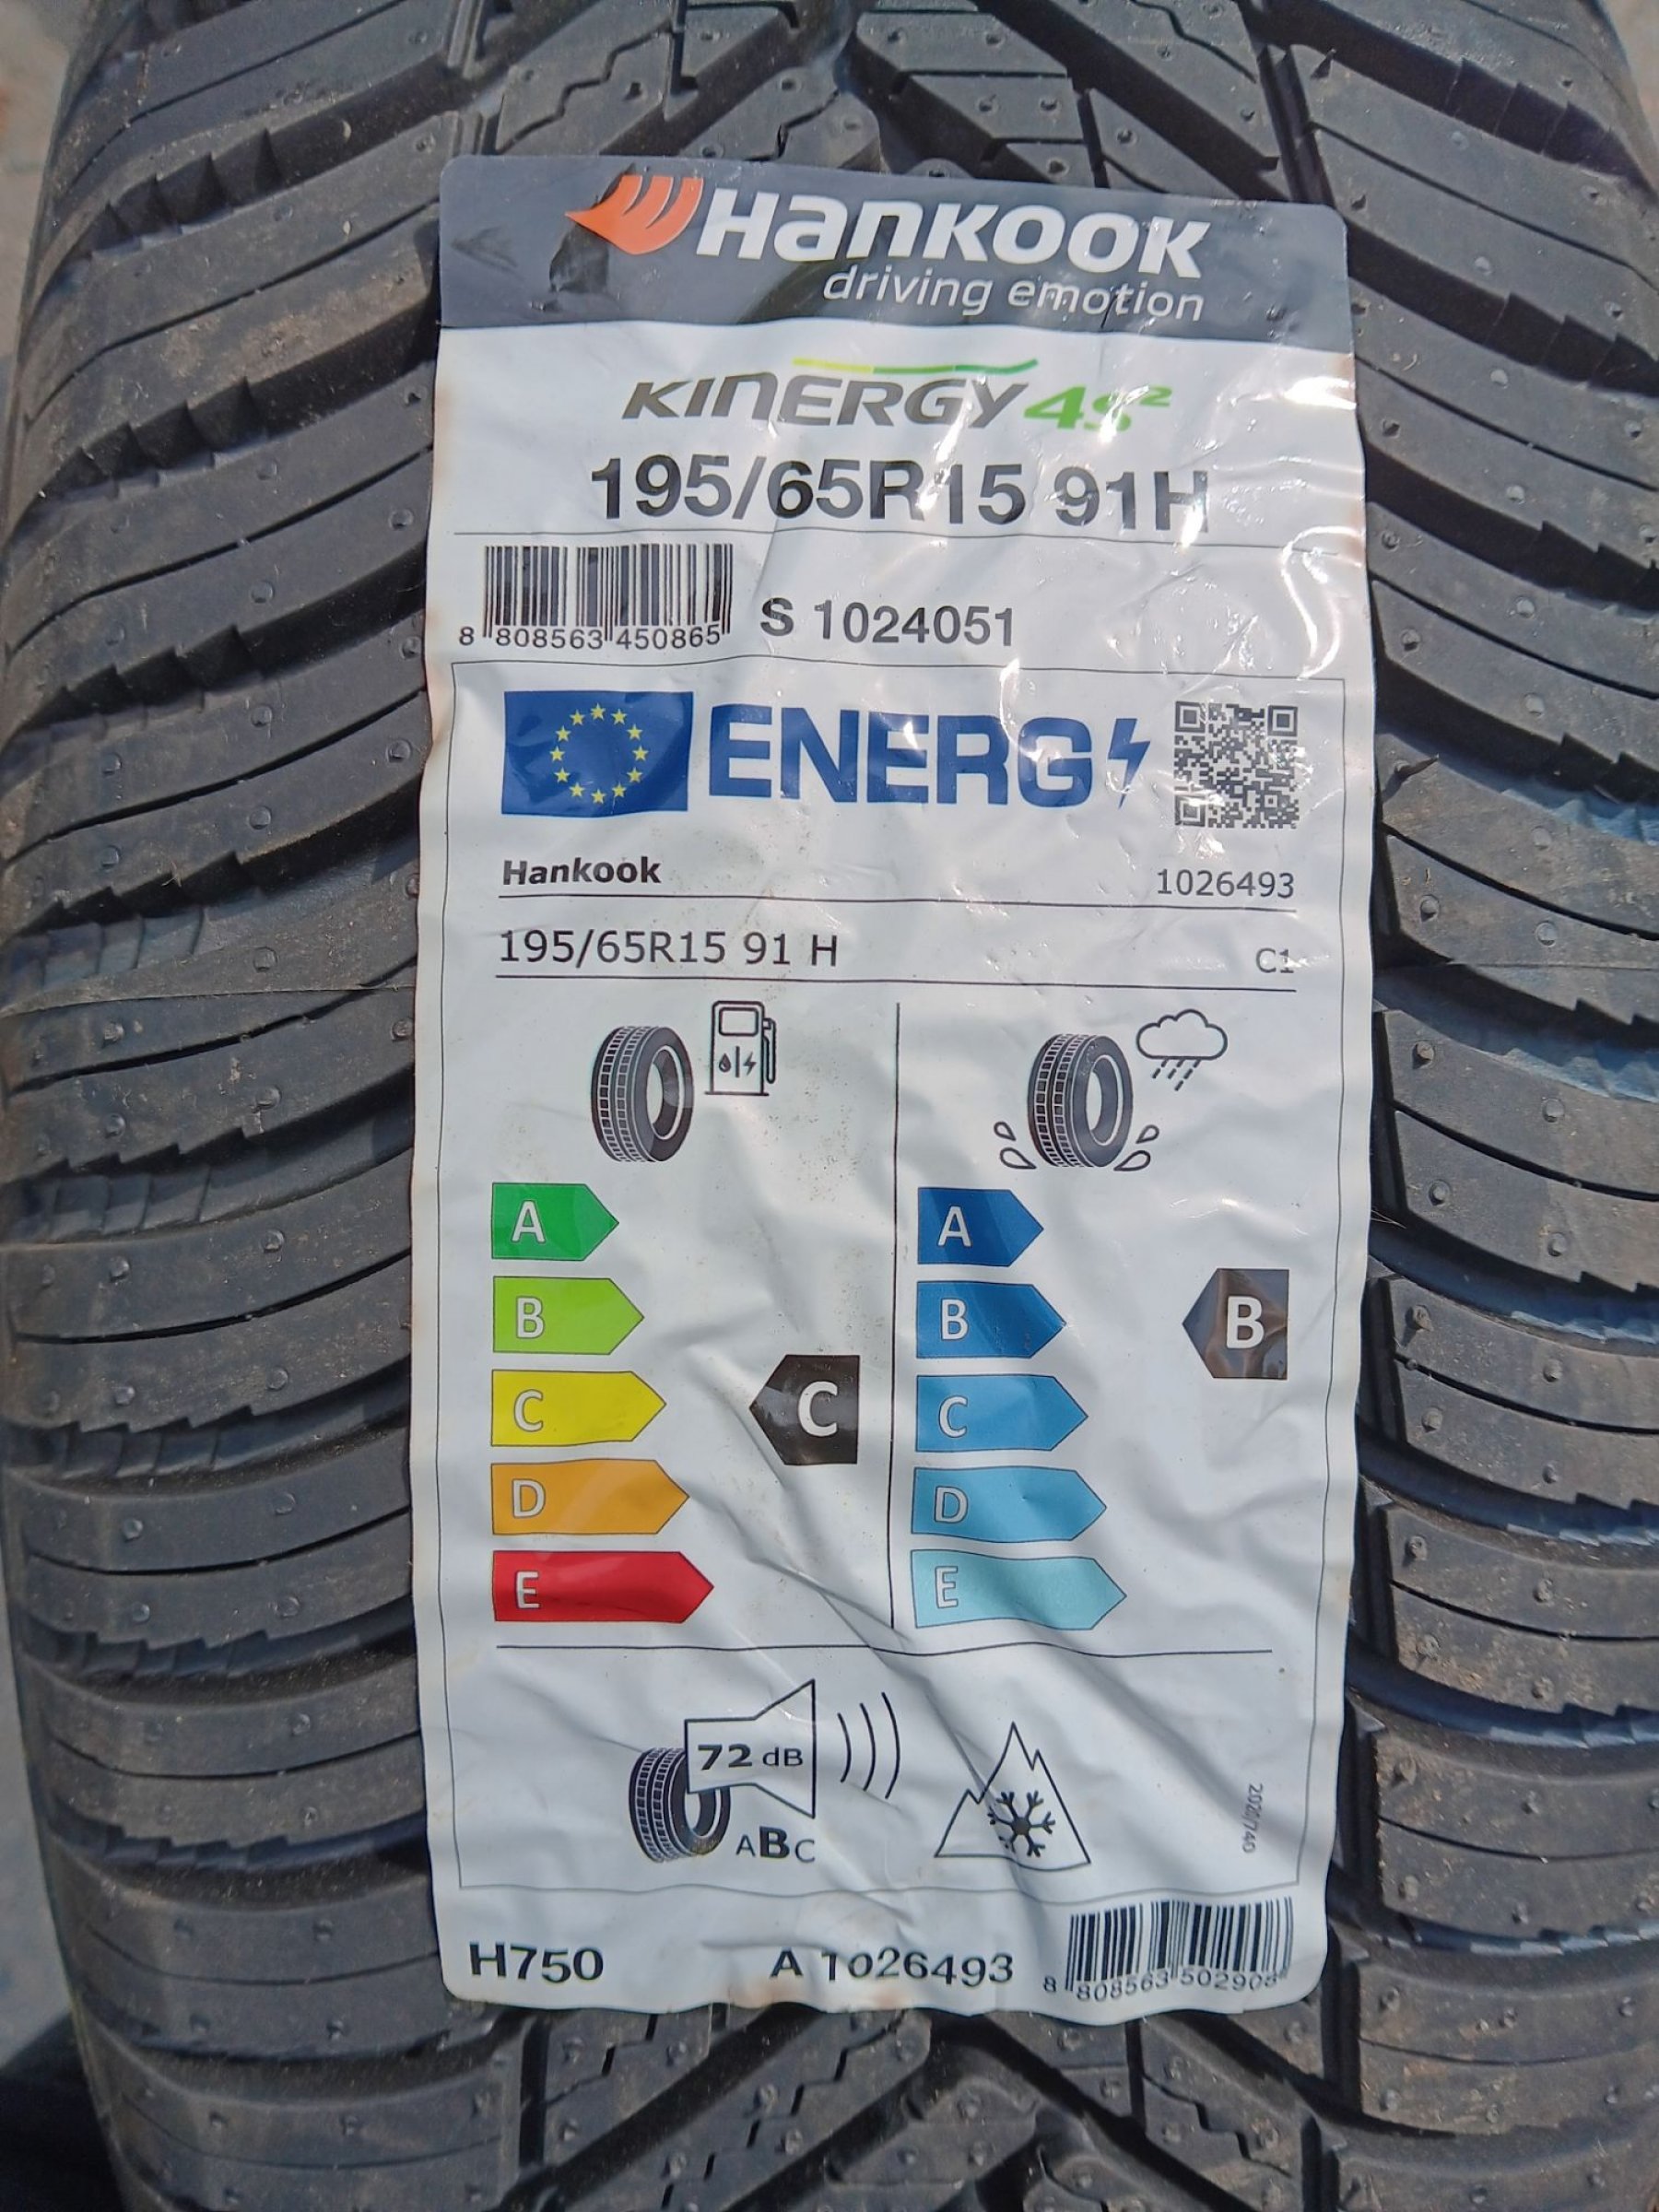 Hankook
driving emotion
Kinergy 4S²
195/65R15 91H
8 808563 450865
S 1024051
ENERG
Hankook
1026493
195/65R15 91 H
C1
A
B
C
D
E
C
A
B
C
D
E
B
72 dB
ABC
2020/740
H750
A 1026493
8 808563 502908